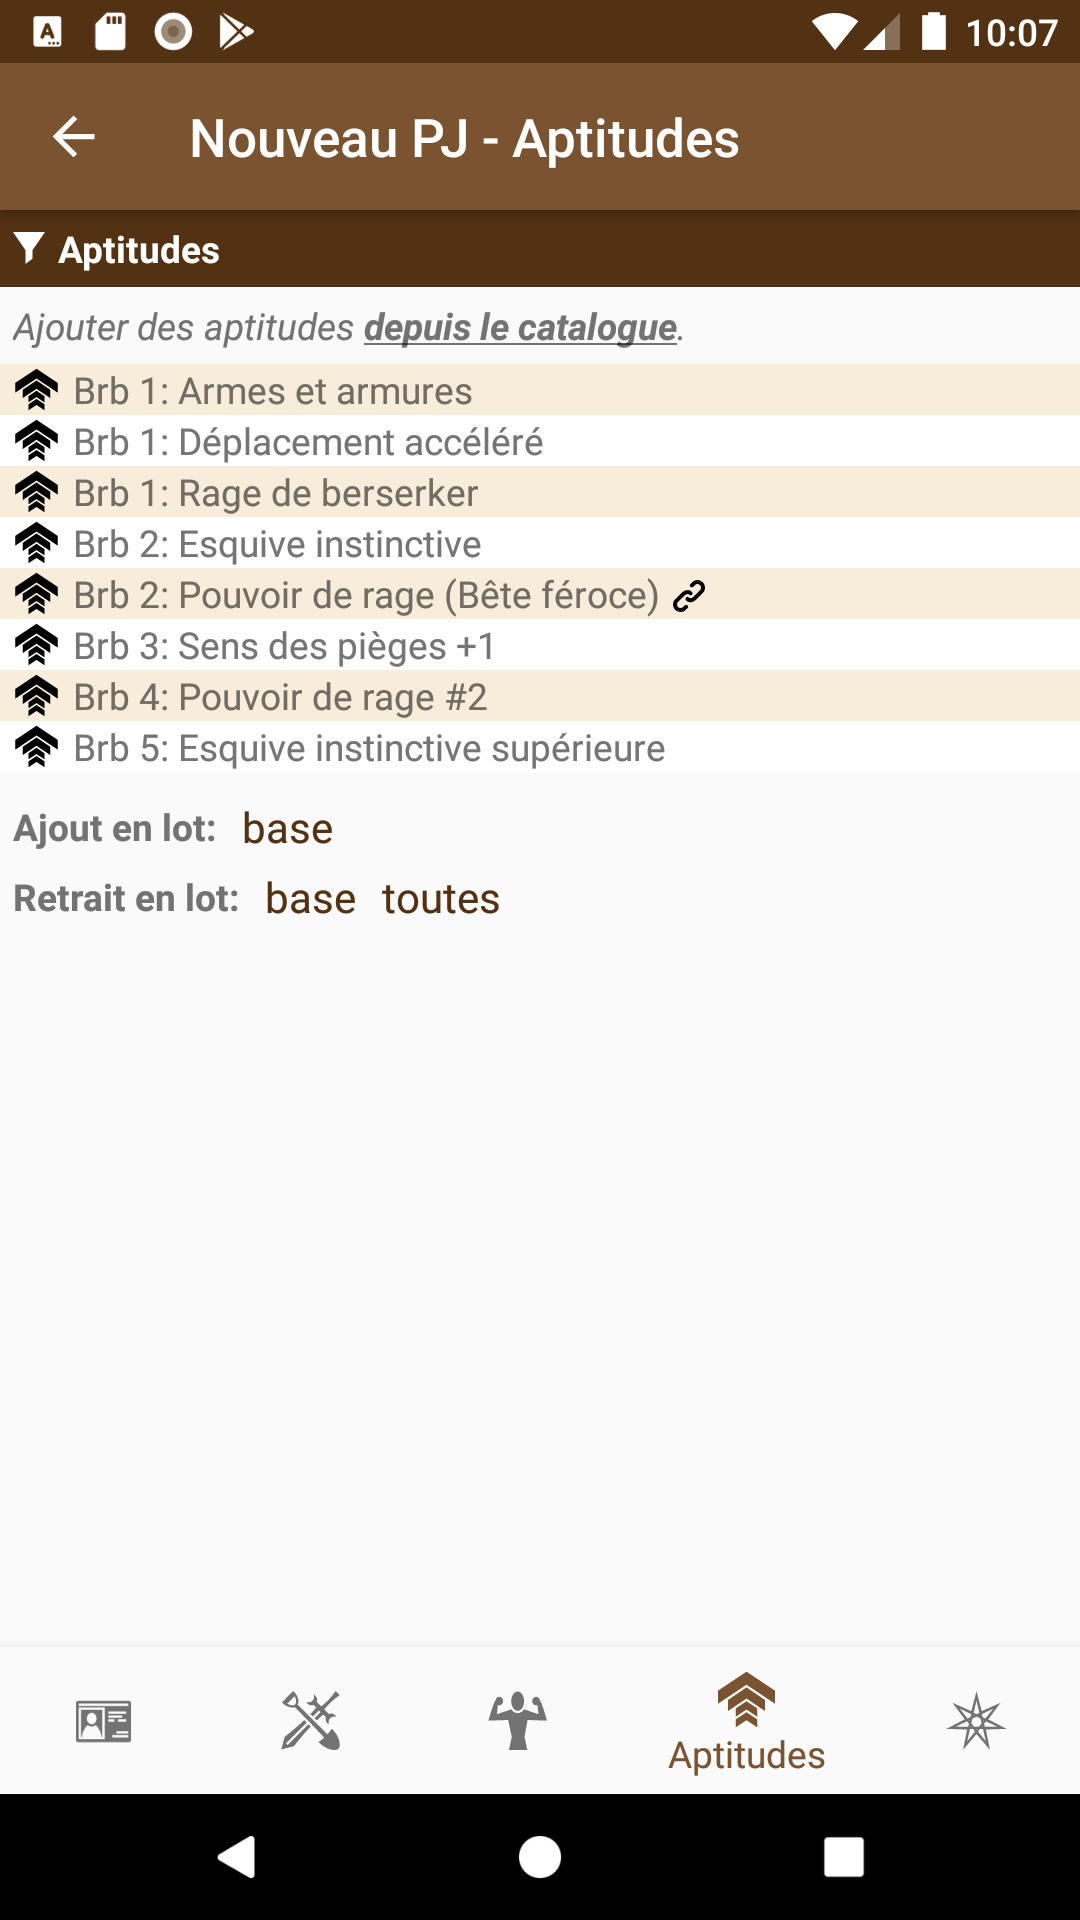 10:07
Nouveau PJ - Aptitudes
Aptitudes
Ajouter des aptitudes depuis le catalogue.
Brb 1: Armes et armures
Brb 1: Déplacement accéléré
Brb 1: Rage de berserker
Brb 2: Esquive instinctive
Brb 2: Pouvoir de rage (Bête féroce)
Brb 3: Sens des pièges +1
Brb 4: Pouvoir de rage #2
Brb 5: Esquive instinctive supérieure
Ajout en lot: base
Retrait en lot: base toutes
Aptitudes